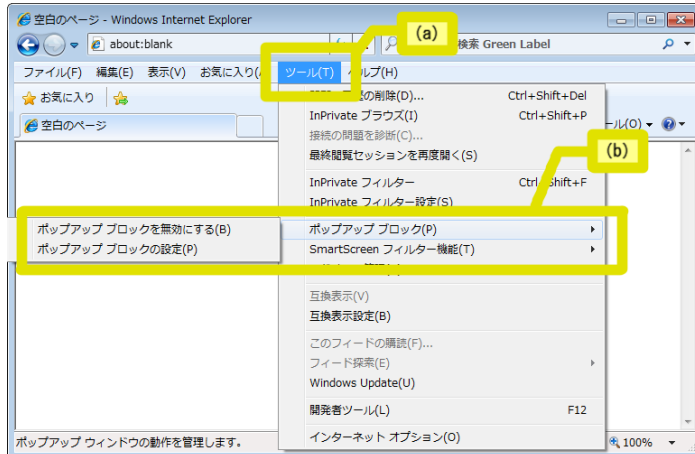 空白のページ - Windows Internet Explorer
(a)
about:blank
検索 Green Label
ファイル(F) 編集(E) 表示(V) お気に入り(A ツール(T) ヘルプ(H)
お気に入り
の削除(D)... Ctrl+Shift+Del
空白のページ
InPrivate ブラウズ(I) Ctrl+Shift+P
ール(O)
接続の問題を診断(C)...
最終閲覧セッションを再度開く(S)
(b)
InPrivate フィルター Ctrl+Shift+F
InPrivate フィルター設定(S)
ポップアップ ブロックを無効にする(B)
ポップアップ ブロック(P)
ポップアップ ブロックの設定(P)
SmartScreen フィルター機能(T)
互換表示(V)
互換表示設定(B)
このフィードの購読(F)...
フィード探索(E)
Windows Update(U)
開発者ツール(L) F12
インターネット オプション(O)
ポップアップ ウィンドウの動作を管理します。
100%